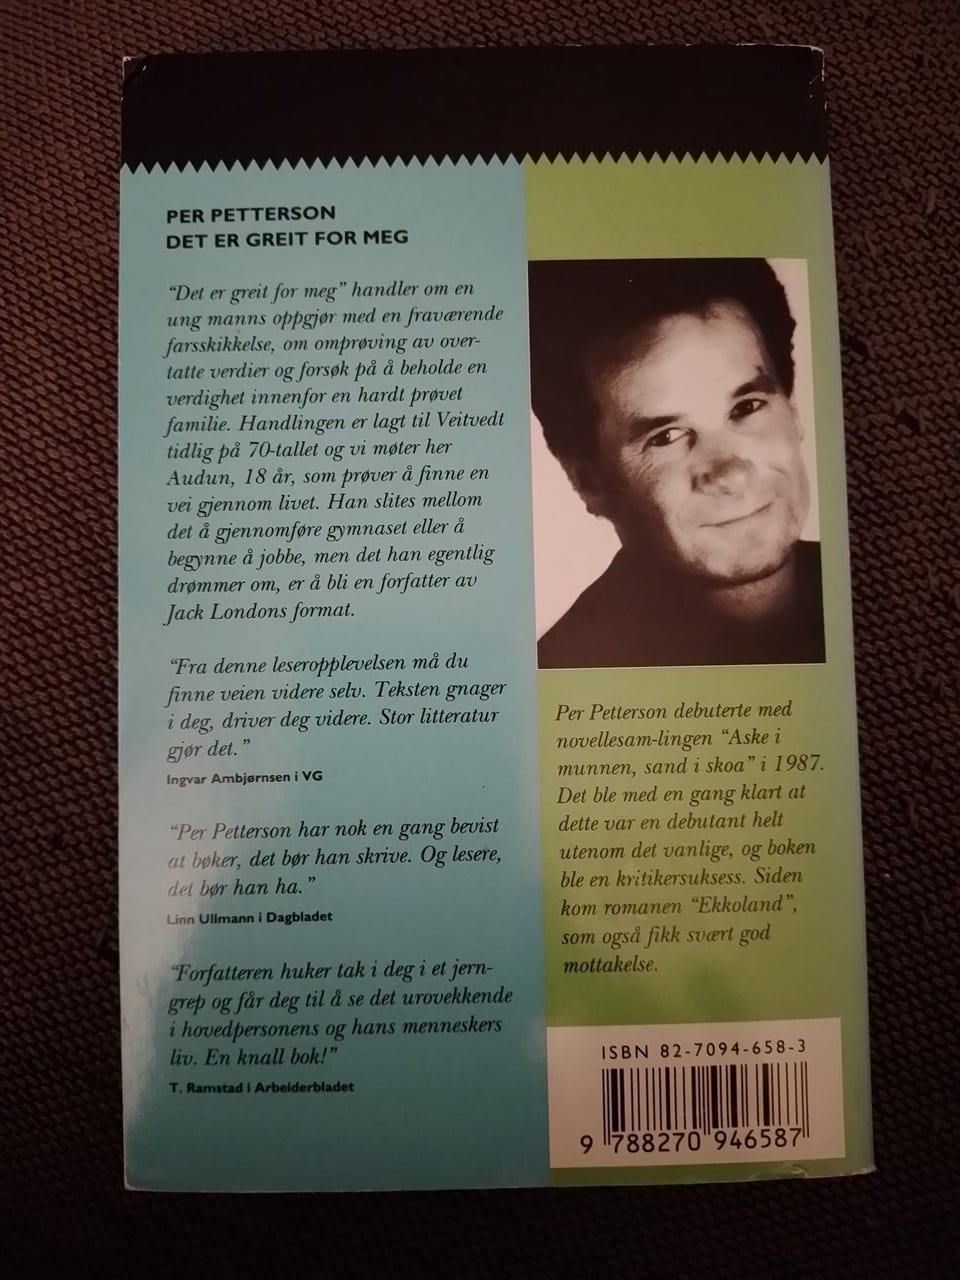 PER PETTERSON
DET ER GREIT FOR MEG
“Det er greit for meg” handler om en
ung manns oppgjør med en fraværende
farsskikkelse, om omprøving av over-
tatte verdier og forsøk på å beholde en
verdighet innenfor en hardt prøvet
familie. Handlingen er lagt til Veitvedt
tidlig på 70-tallet og vi møter her
Audun, 18 år, som prøver å finne en
vei gjennom livet. Han slites mellom
det å gjennomføre gymnaset eller å
begynne å jobbe, men det han egentlig
drømmer om, er å bli en forfatter av
Jack Londons format.
“Fra denne leseropplevelsen må du
finne veien videre selv. Teksten gnager
i deg, driver deg videre. Stor litteratur
gjør det.”
Ingvar Ambjørnsen i VG
“Per Petterson har nok en gang bevist
at bøker, det bør han skrive. Og lesere,
det bør han ha.”
Linn Ullmann i Dagbladet
“Forfatteren huker tak i deg i et jern-
grep og får deg til å se det urovekkende
i hovedpersonens og hans menneskers
liv. En knall bok!”
T. Ramstad i Arbeiderbladet
Per Petterson debuterte med
novellesam-lingen “Aske i
munnen, sand i skoa” i 1987.
Det ble med en gang klart at
dette var en debutant helt
utenom det vanlige, og boken
ble en kritikersuksess. Siden
kom romanen “Ekkoland”,
som også fikk svært god
mottakelse.
ISBN 82-7094-658-3
9 788270 946587